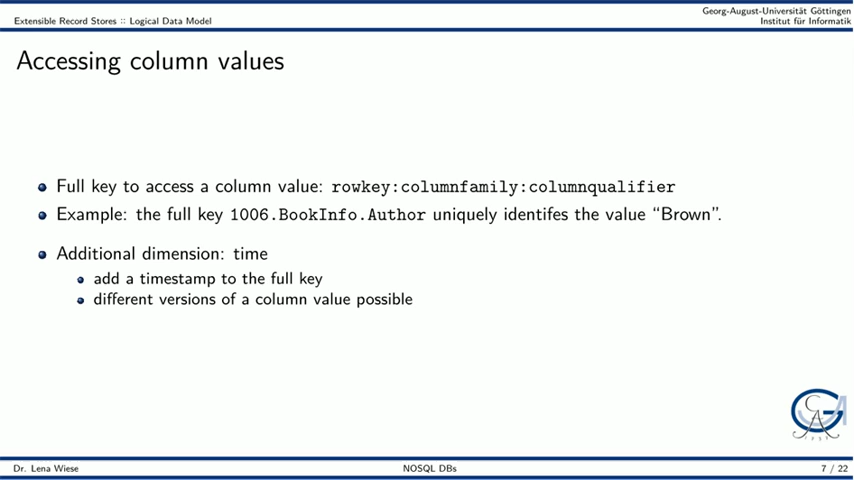 Georg-August-Universität Göttingen
Extensible Record Stores :: Logical Data Model
Institut für Informatik
Accessing column values
Full key to access a column value: rowkey:columnfamily:columnqualifier
Example: the full key 1006.BookInfo.Author uniquely identifes the value “Brown”.
Additional dimension: time
add a timestamp to the full key
different versions of a column value possible
Dr. Lena Wiese
NOSQL DBs
7 / 22